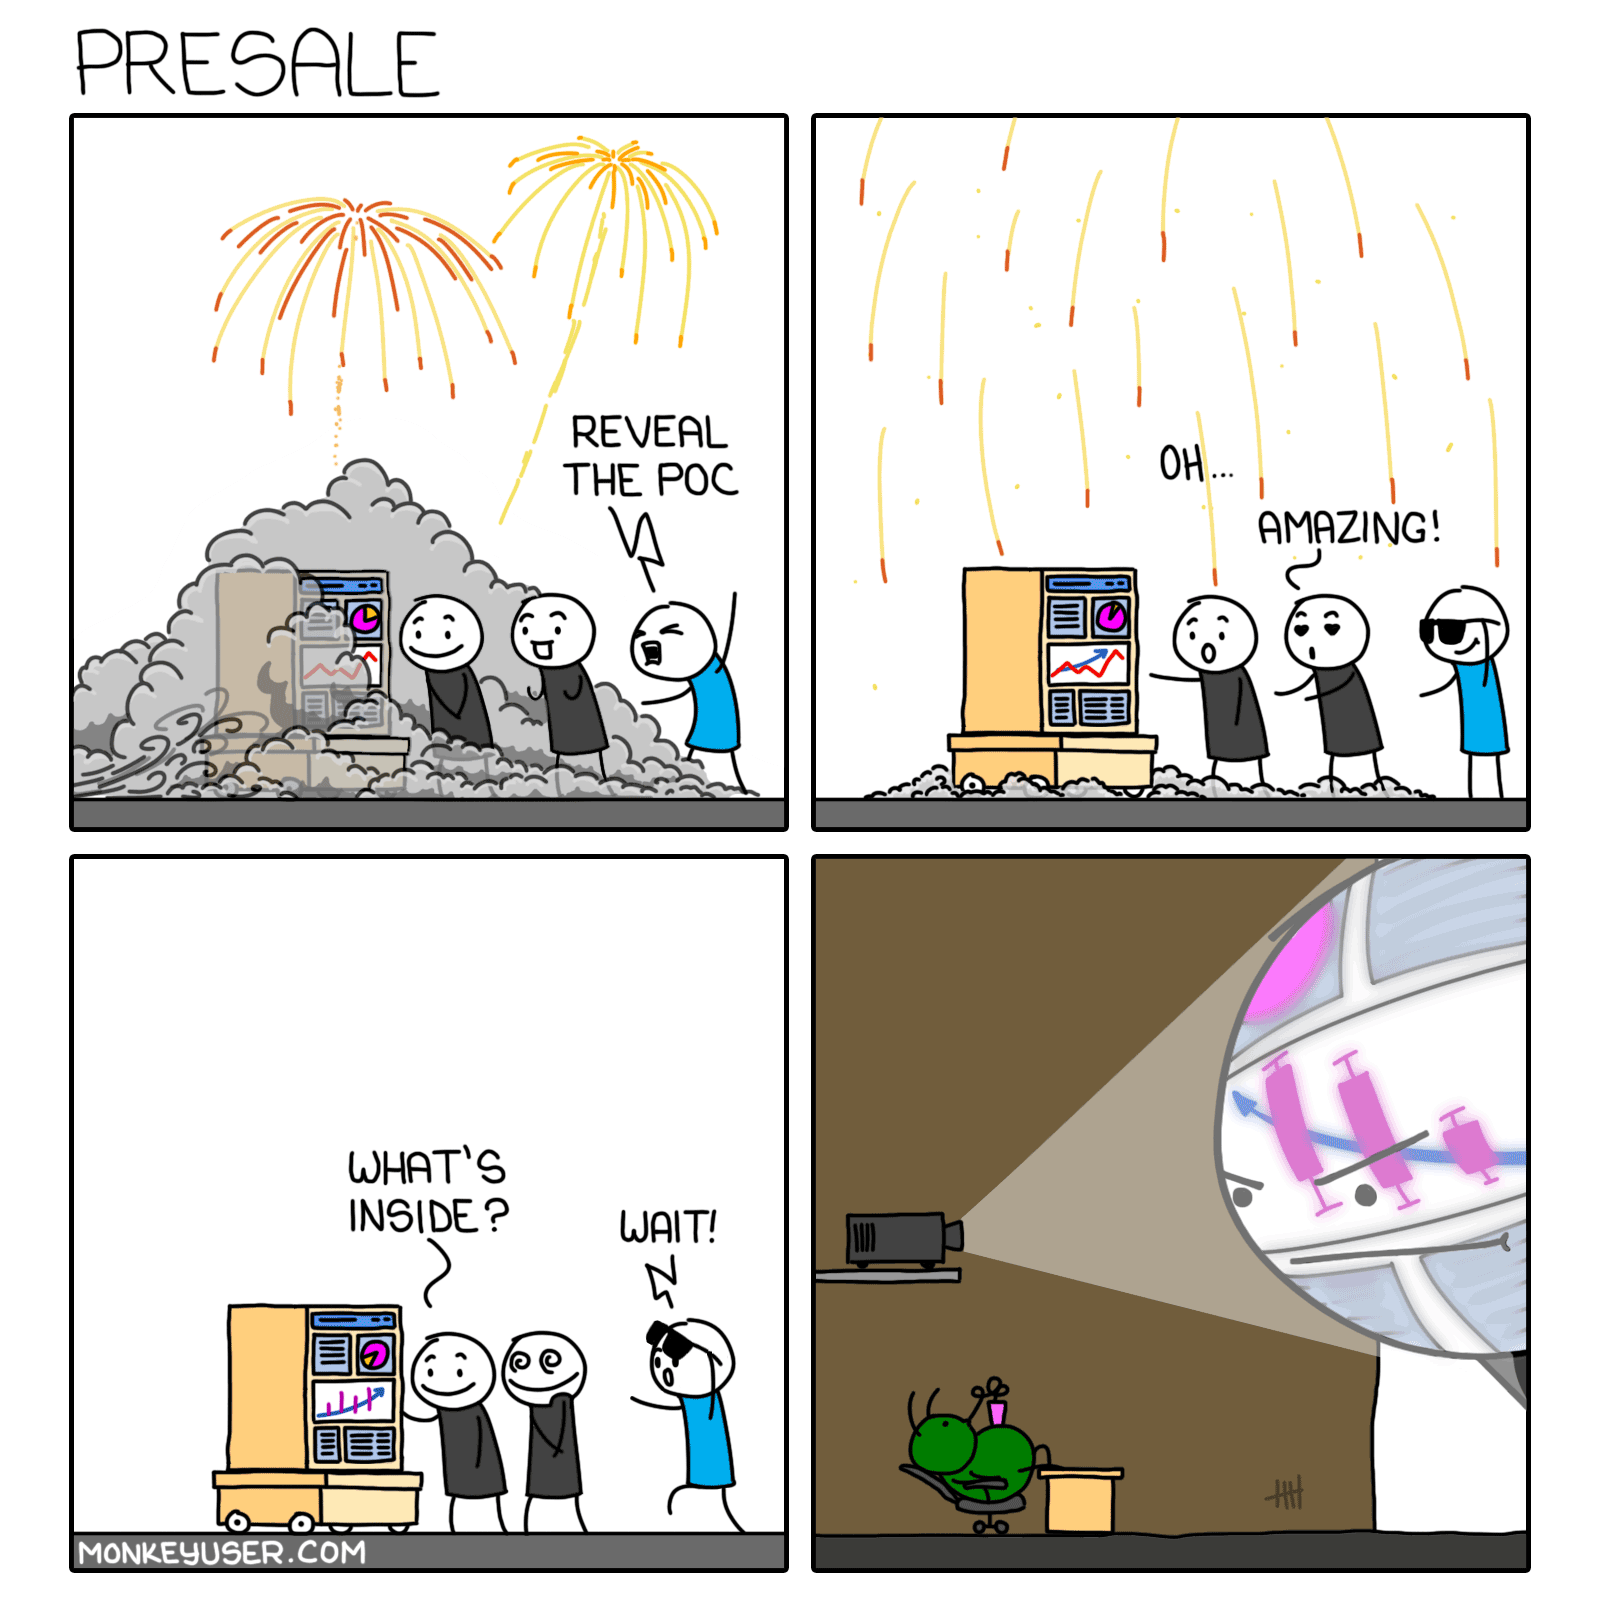 PRESALE
REVEAL
THE POC
OH...
AMAZING!
WHAT'S
INSIDE?
WAIT!
MONKEYUSER.COM